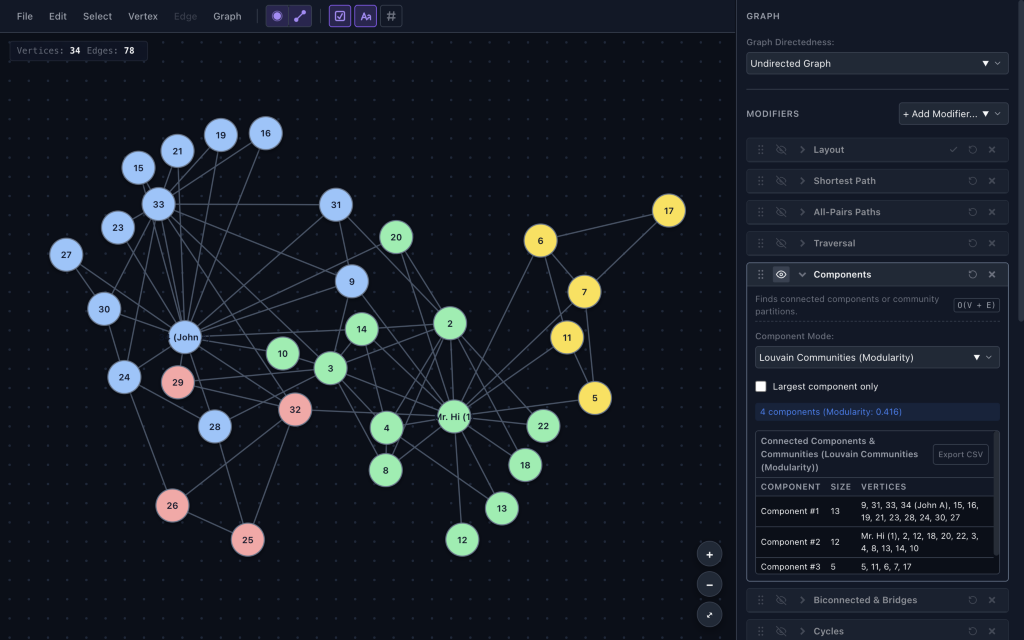 File Edit Select Vertex Edge Graph
Vertices: 34 Edges: 78
16
19
21
15
33
31
17
23
20
6
27
9
7
30
2
14
11
(John
10
3
24
29
5
32
Mr. Hi (1
28
4
22
8
18
26
13
25
12
GRAPH
Graph Directedness:
Undirected Graph
MODIFIERS
+ Add Modifier...
Layout
Shortest Path
All-Pairs Paths
Traversal
Components
Finds connected components or community
partitions.
O(V + E)
Component Mode:
Louvain Communities (Modularity)
Largest component only
4 components (Modularity: 0.416)
Connected Components &
Communities (Louvain Communities
(Modularity))
Export CSV
COMPONENT SIZE VERTICES
Component #1 13 9, 31, 33, 34 (John A), 15, 16,
19, 21, 23, 28, 24, 30, 27
Component #2 12 Mr. Hi (1), 2, 12, 18, 20, 22, 3,
4, 8, 13, 14, 10
Component #3 5 5, 11, 6, 7, 17
Biconnected & Bridges
Cycles